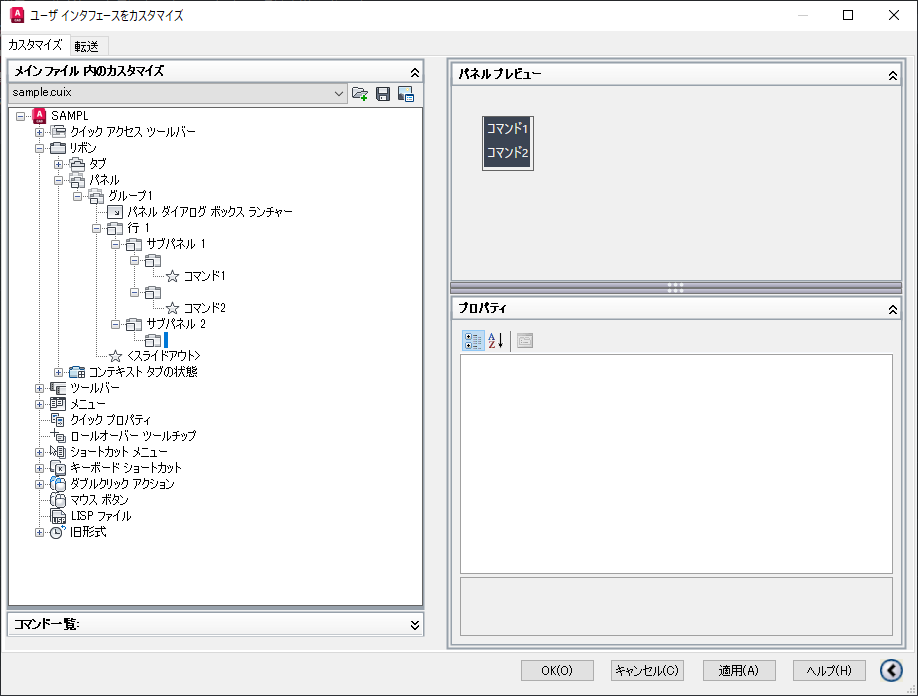 ユーザ インタフェースをカスタマイズ
カスタマイズ 転送
メイン ファイル 内のカスタマイズ
sample.cuix
SAMPL
クイック アクセス ツールバー
リボン
タブ
パネル
グループ1
パネル ダイアログ ボックス ランチャー
行 1
サブパネル 1
コマンド1
コマンド2
サブパネル 2
<スライドアウト>
コンテキスト タブの状態
ツールバー
メニュー
クイック プロパティ
ロールオーバー ツールチップ
ショートカット メニュー
キーボード ショートカット
ダブルクリック アクション
マウス ボタン
LISP ファイル
旧形式
コマンド一覧:
パネル プレビュー
コマンド1
コマンド2
プロパティ
OK(O) キャンセル(C) 適用(A) ヘルプ(H)